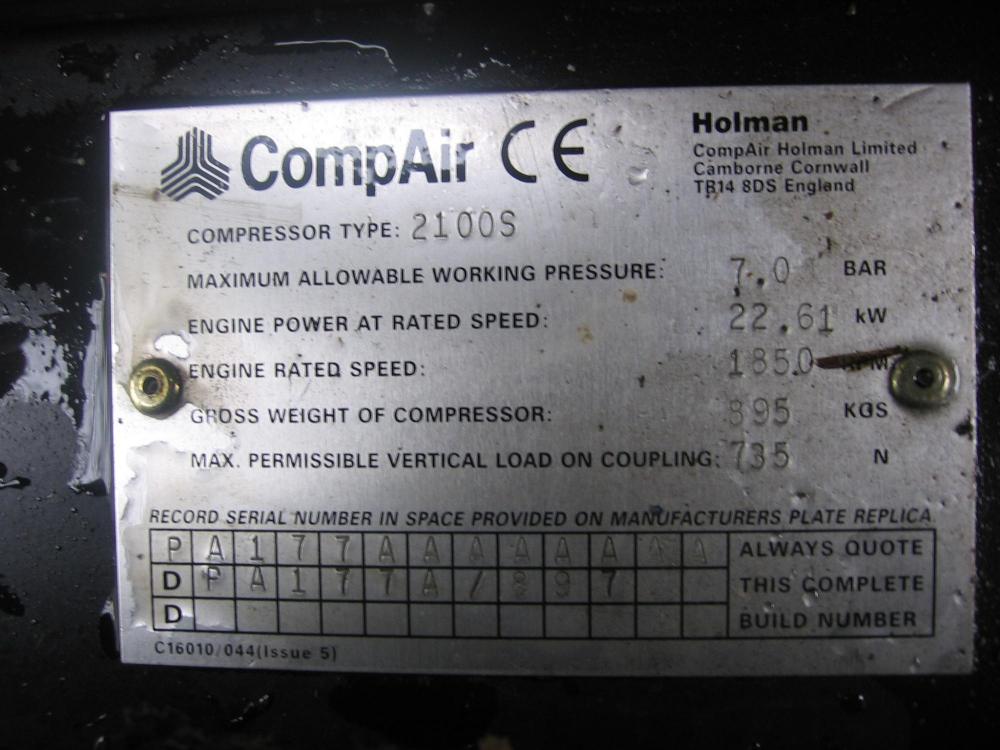 CompAir CE
Holman
CompAir Holman Limited
Camborne Cornwall
TR14 8DS England
COMPRESSOR TYPE: 2100S
MAXIMUM ALLOWABLE WORKING PRESSURE: 7.0 BAR
ENGINE POWER AT RATED SPEED: 22.61 kW
ENGINE RATED SPEED: 1850 RPM
GROSS WEIGHT OF COMPRESSOR: 895 KGS
MAX. PERMISSIBLE VERTICAL LOAD ON COUPLING: 735 N
RECORD SERIAL NUMBER IN SPACE PROVIDED ON MANUFACTURERS PLATE REPLICA
P A 1 7 7 A A A A A A A A ALWAYS QUOTE
D P A 1 7 7 A / 8 9 7 THIS COMPLETE
D BUILD NUMBER
C16010/044(Issue 5)